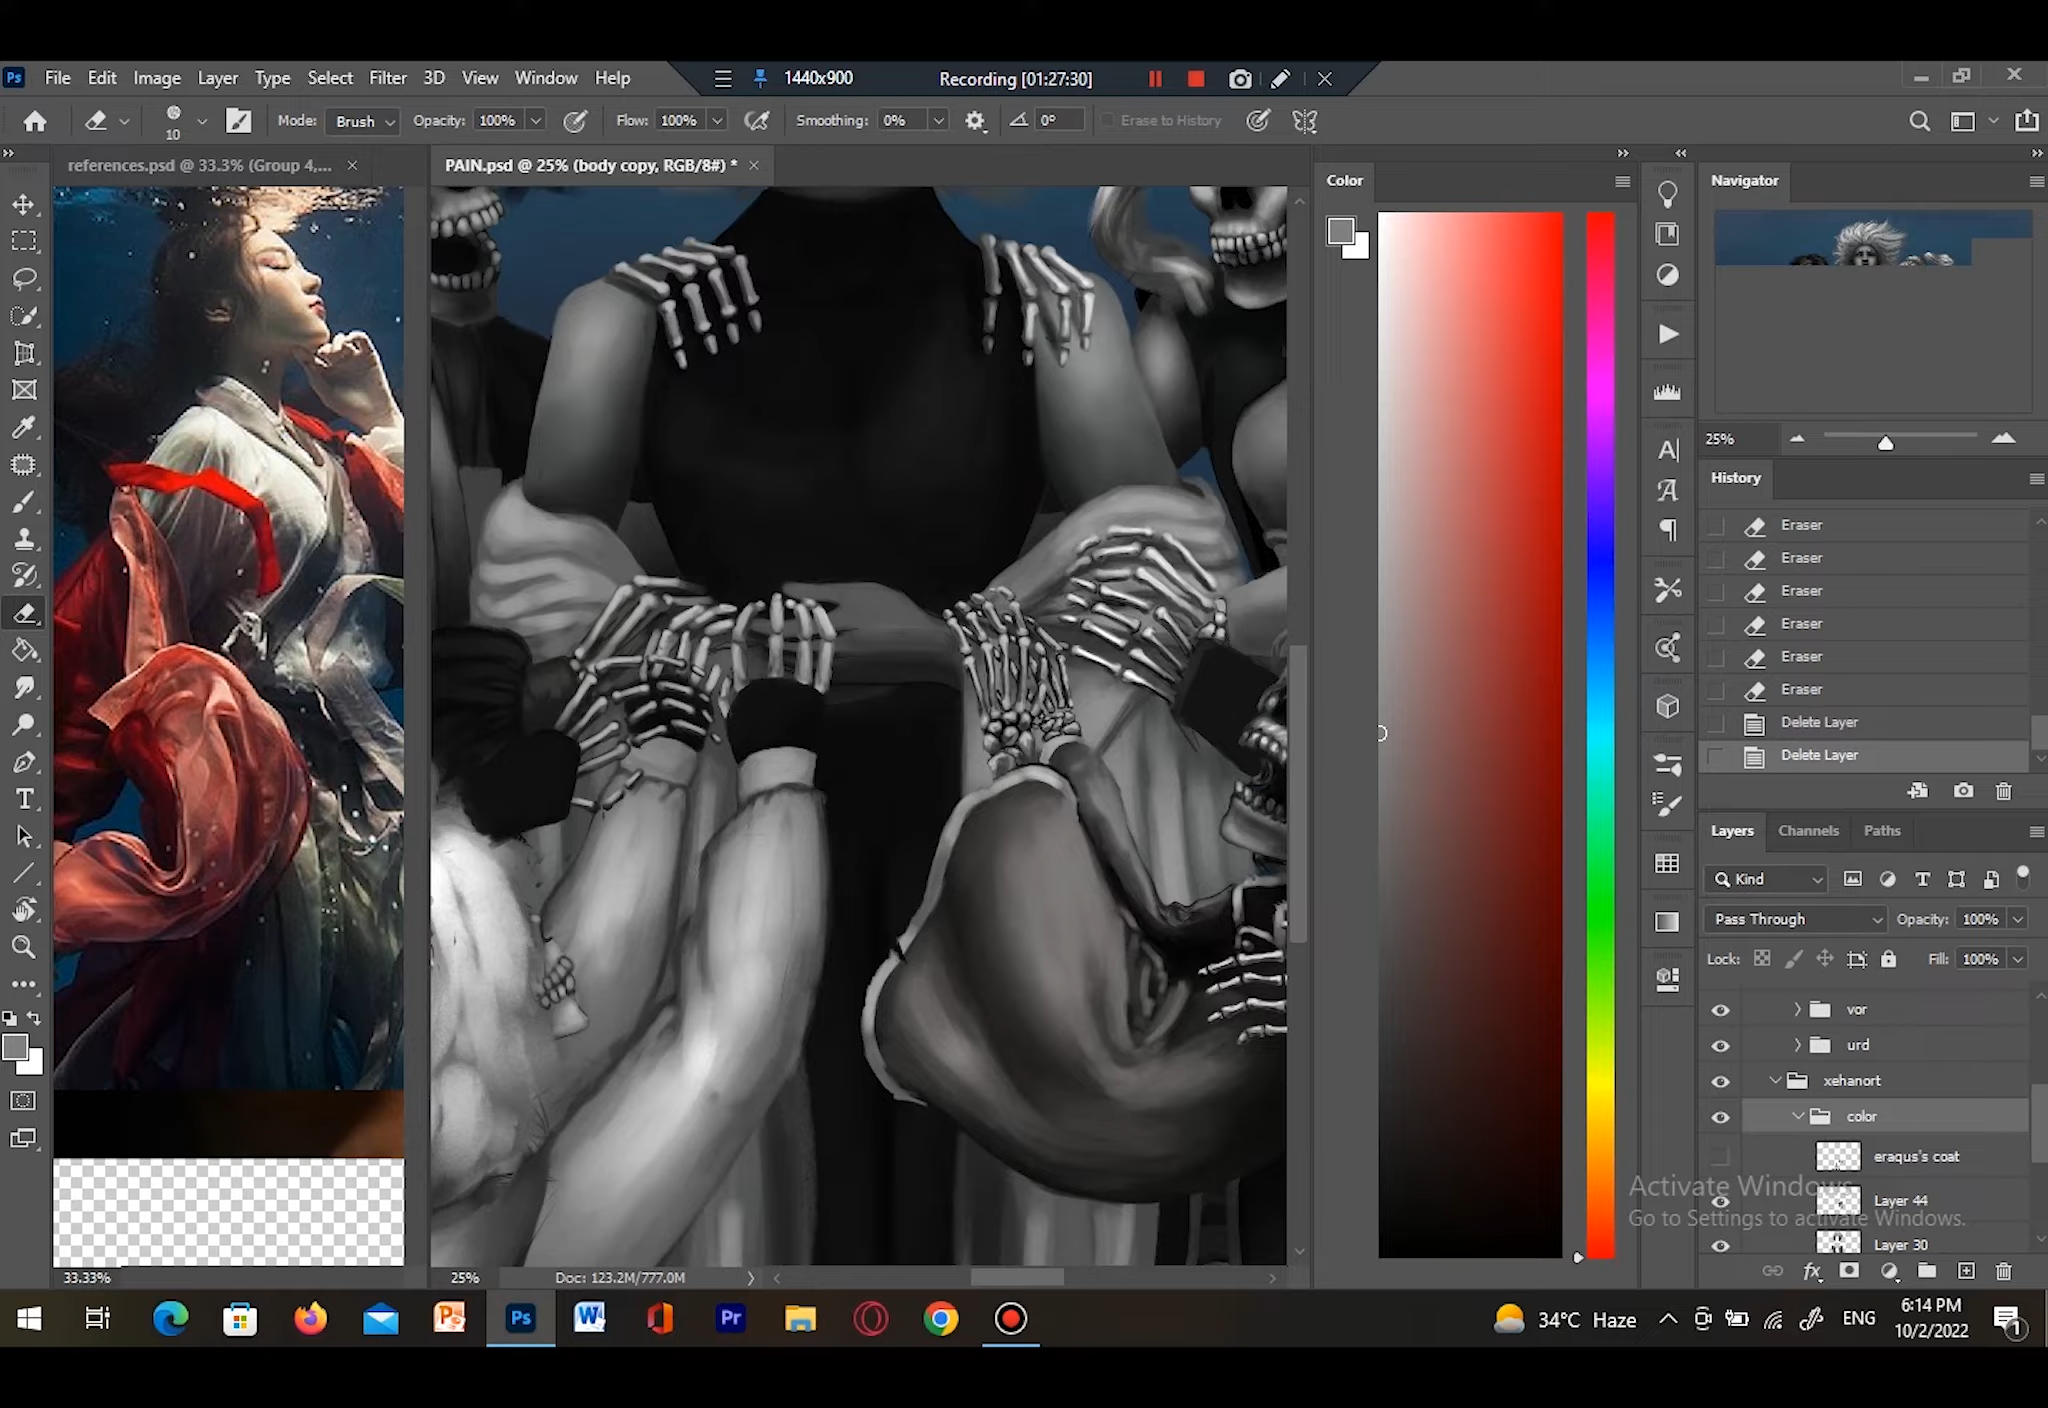 Ps File Edit Image Layer Type Select Filter 3D View Window Help
1440x900 Recording [01:27:30]
10 Mode: Brush Opacity: 100% Flow: 100% Smoothing: 0% 0° Erase to History
references.psd @ 33.3% (Group 4,...
PAIN.psd @ 25% (body copy, RGB/8#) *
Color
Navigator
25%
History
Eraser
Eraser
Eraser
Eraser
Eraser
Eraser
Delete Layer
Delete Layer
Layers Channels Paths
Kind
Pass Through Opacity: 100%
Lock: Fill: 100%
vor
urd
xehanort
color
eraqus's coat
Layer 44
Layer 30
Activate Windows
Go to Settings to activate Windows.
33.33%
25% Doc: 123.2M/777.0M
34°C Haze ENG
6:14 PM
10/2/2022
1